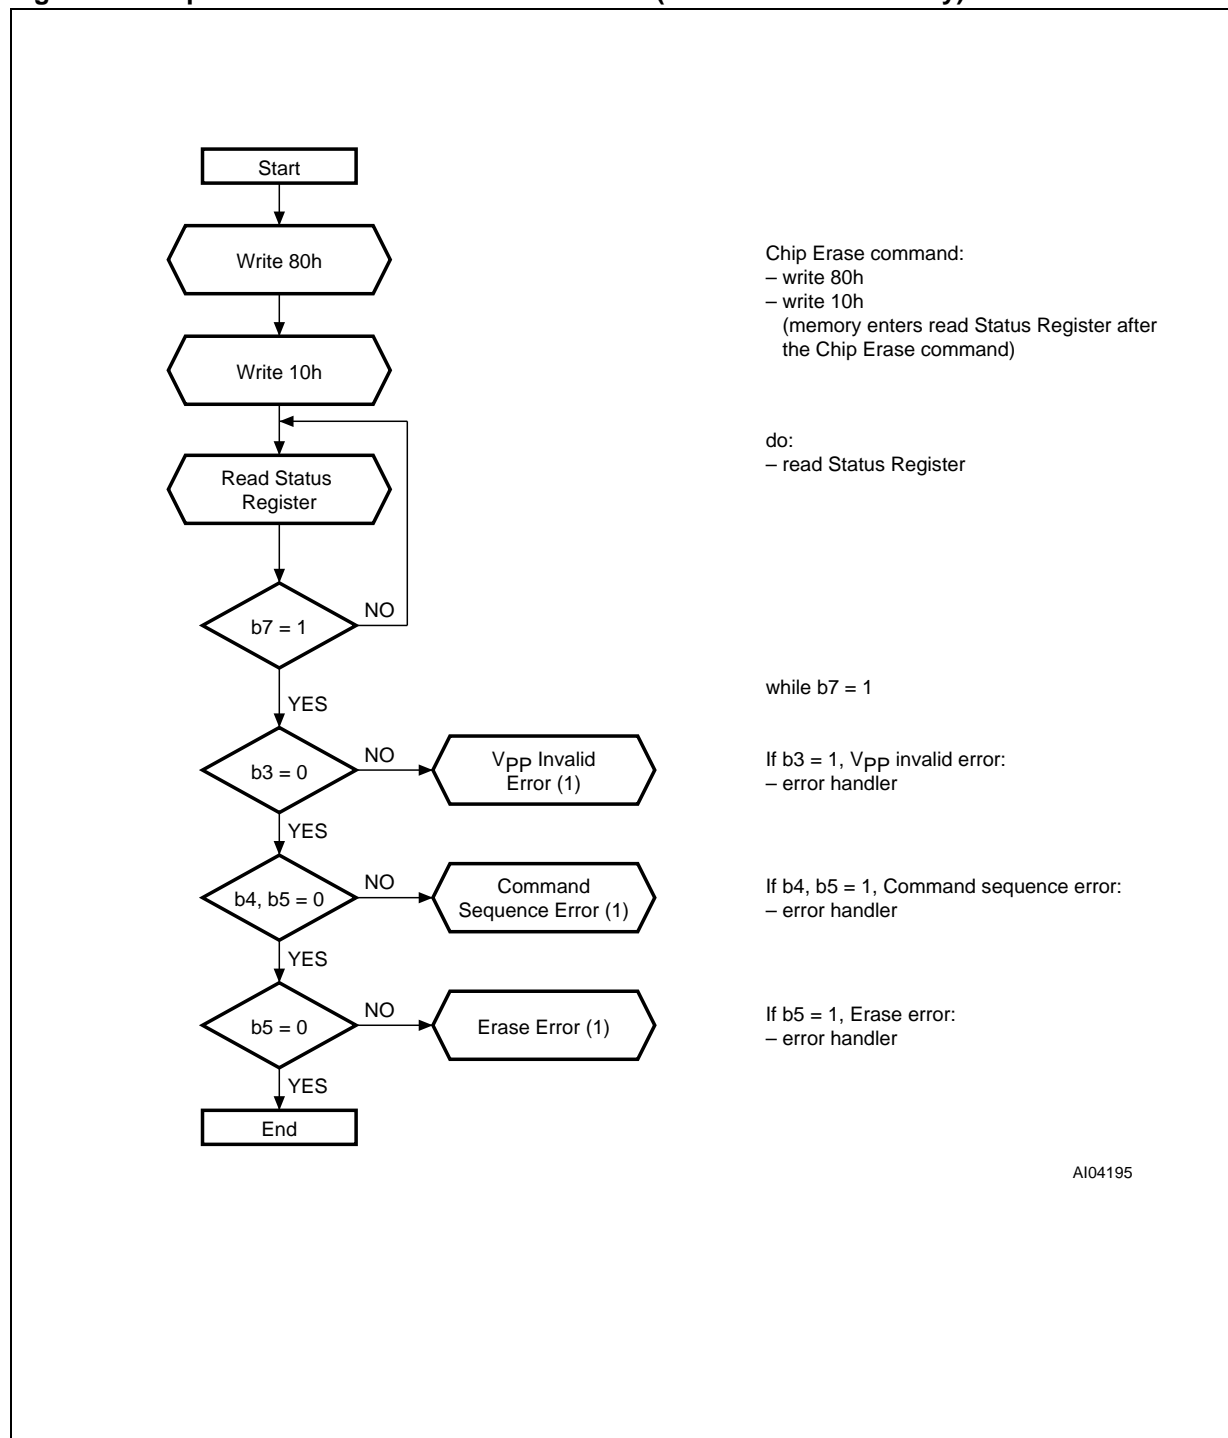 Start
Write 80h
Chip Erase command:
– write 80h
– write 10h
(memory enters read Status Register after
the Chip Erase command)
Write 10h
do:
– read Status Register
Read Status
Register
NO
b7 = 1
while b7 = 1
YES
NO
b3 = 0
VPP Invalid
Error (1)
If b3 = 1, VPP invalid error:
– error handler
YES
NO
b4, b5 = 0
Command
Sequence Error (1)
If b4, b5 = 1, Command sequence error:
– error handler
YES
NO
b5 = 0
Erase Error (1)
If b5 = 1, Erase error:
– error handler
YES
End
AI04195